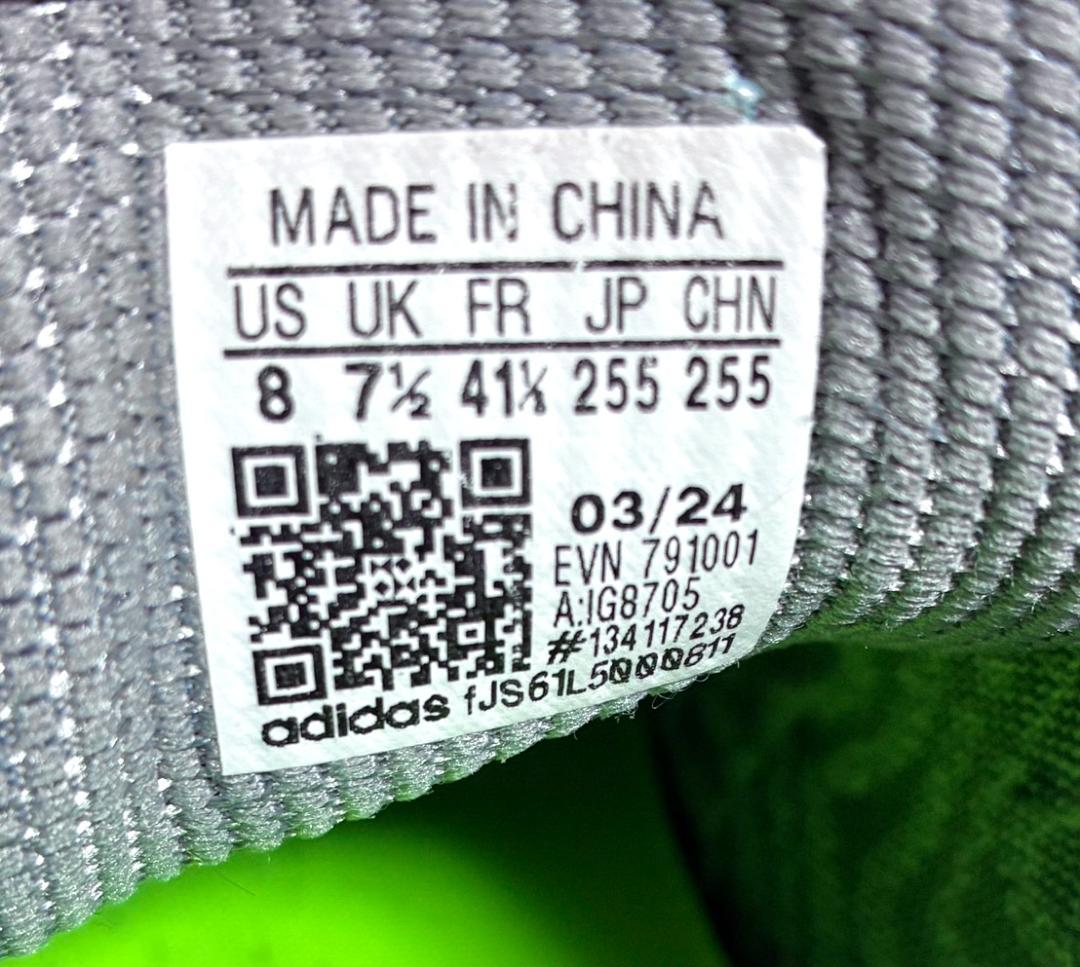 MADE IN CHINA
US UK FR JP CHN
8 7½ 41⅓ 255 255
03/24
EVN 791001
A:IG8705
#134117238
adidas fJS61L5000811